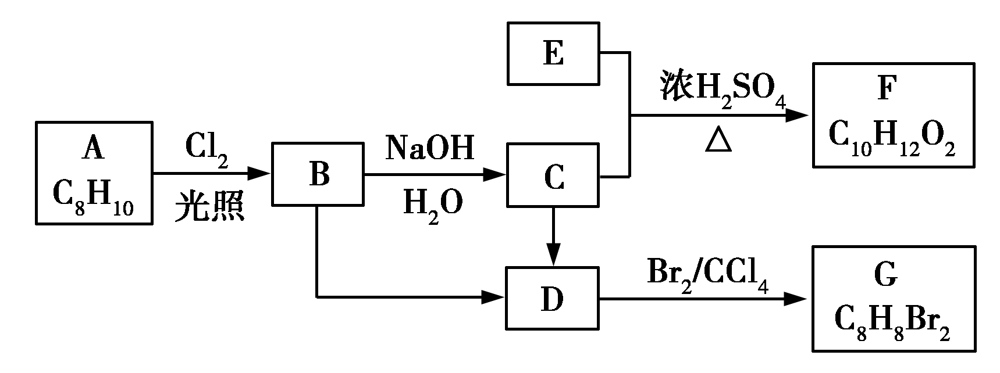 E
浓H₂SO₄
△
F
C₁₀H₁₂O₂
A
C₈H₁₀
Cl₂
光照
B
NaOH
H₂O
C
D
Br₂/CCl₄
G
C₈H₈Br₂